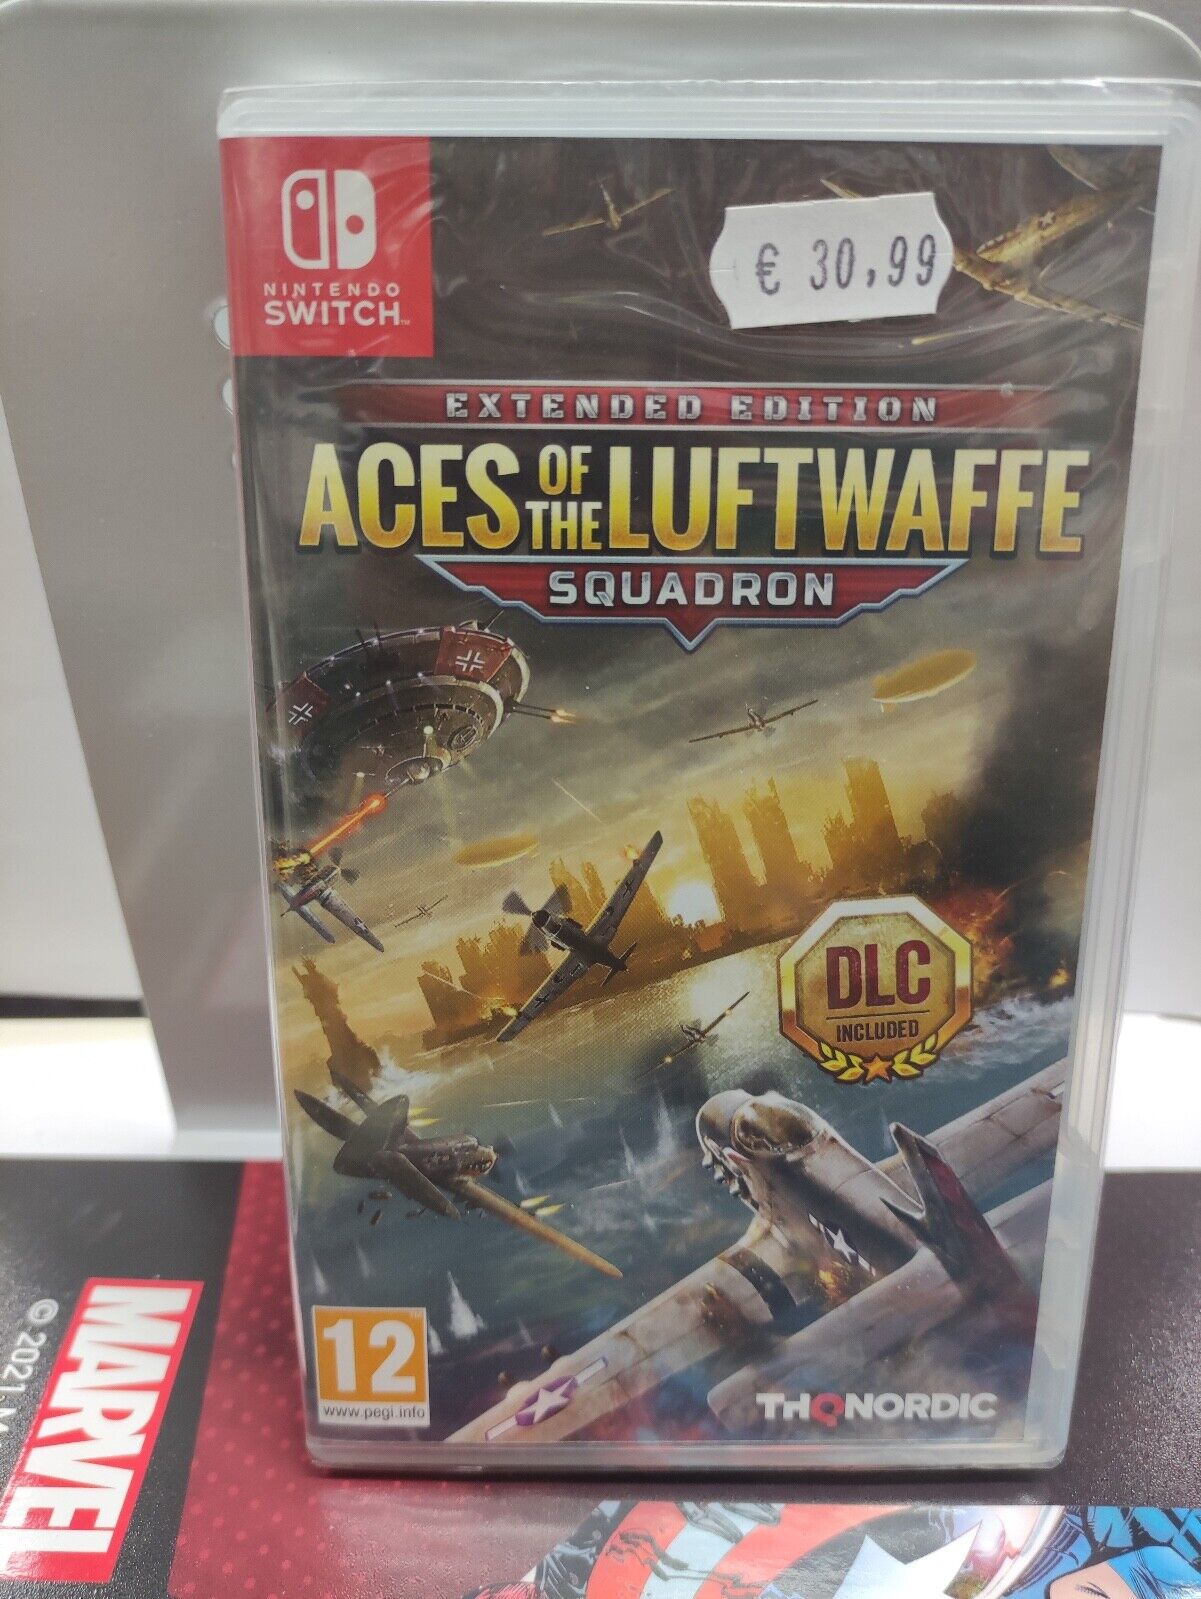 NINTENDO
SWITCH™
€ 30,99
EXTENDED EDITION
ACES OF THE LUFTWAFFE
SQUADRON
DLC
INCLUDED
12
www.pegi.info
THQNORDIC
MARVEL
© 2021 M